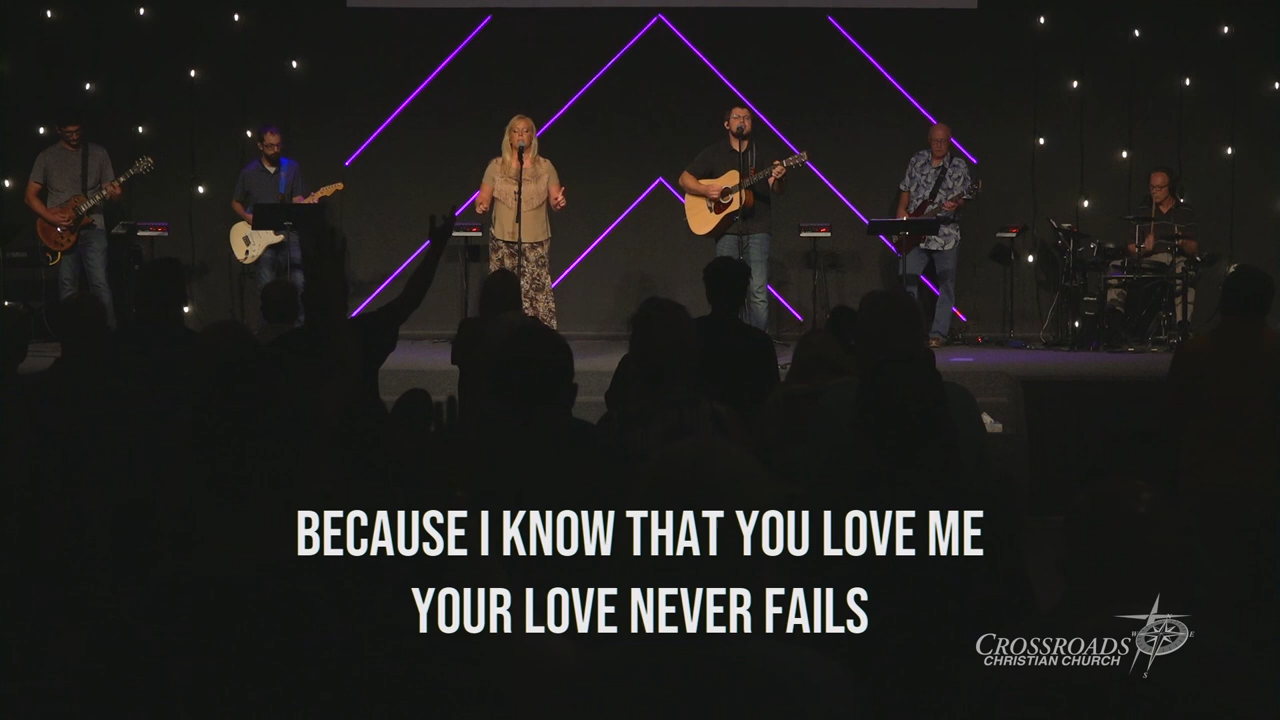 BECAUSE I KNOW THAT YOU LOVE ME
YOUR LOVE NEVER FAILS
CROSSROADS
CHRISTIAN CHURCH
W
E
S